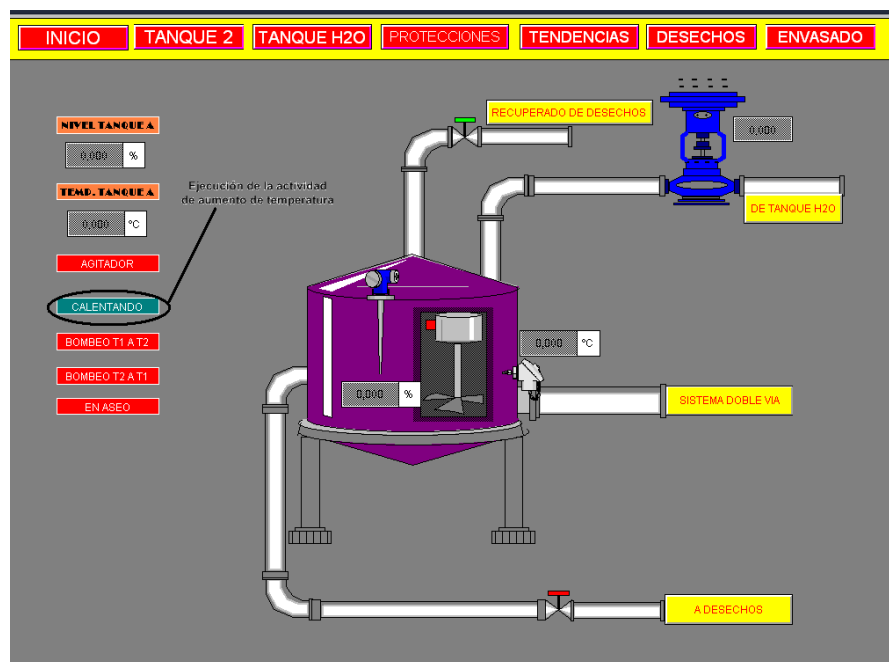 INICIO
TANQUE 2
TANQUE H2O
PROTECCIONES
TENDENCIAS
DESECHOS
ENVASADO
RECUPERADO DE DESECHOS
0,000
NIVEL TANQUE A
0,000 %
TEMP. TANQUE A
0,000 °C
Ejecución de la actividad
de aumento de temperatura
DE TANQUE H2O
AGITADOR
CALENTANDO
BOMBEO T1 A T2
BOMBEO T2 A T1
EN ASEO
0,000 °C
0,000 %
SISTEMA DOBLE VIA
A DESECHOS